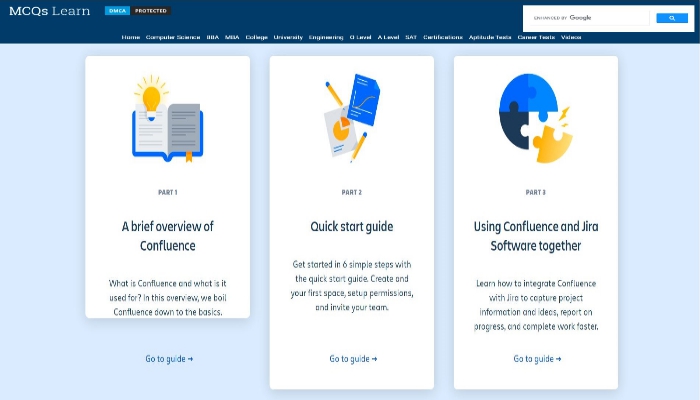 MCQs Learn
DMCA PROTECTED
ENHANCED BY Google
Home Computer Science BBA MBA College University Engineering O Level A Level SAT Certifications Aptitude Tests Career Tests Videos
PART 1
A brief overview of
Confluence
What is Confluence and what is it
used for? In this overview, we boil
Confluence down to the basics.
Go to guide →
PART 2
Quick start guide
Get started in 6 simple steps with
the quick start guide. Create and
your first space, setup permissions,
and invite your team.
Go to guide →
PART 3
Using Confluence and Jira
Software together
Learn how to integrate Confluence
with Jira to capture project
information and ideas, report on
progress, and complete work faster.
Go to guide →